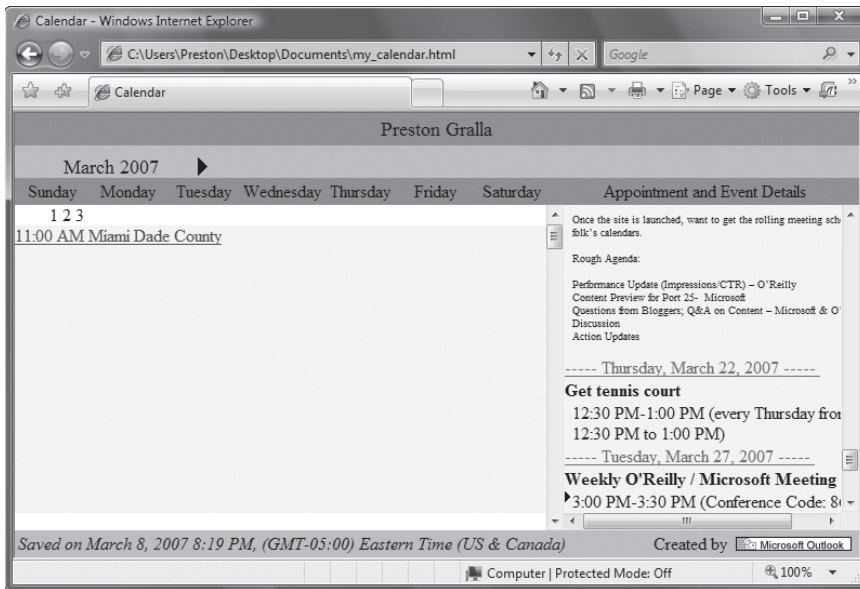 Calendar - Windows Internet Explorer
C:\Users\Preston\Desktop\Documents\my_calendar.html
Google
Calendar
Page
Tools
Preston Gralla
March 2007
Sunday Monday Tuesday Wednesday Thursday Friday Saturday
Appointment and Event Details
1 2 3
11:00 AM Miami Dade County
Once the site is launched, want to get the rolling meeting sch
folk's calendars.
Rough Agenda:
Performance Update (Impressions/CTR) – O'Reilly
Content Preview for Port 25- Microsoft
Questions from Bloggers; Q&A on Content – Microsoft & O'
Discussion
Action Updates
----- Thursday, March 22, 2007 -----
Get tennis court
12:30 PM-1:00 PM (every Thursday from
12:30 PM to 1:00 PM)
----- Tuesday, March 27, 2007 -----
Weekly O'Reilly / Microsoft Meeting
3:00 PM-3:30 PM (Conference Code:
Saved on March 8, 2007 8:19 PM, (GMT-05:00) Eastern Time (US & Canada)
Created by Microsoft Outlook
Computer | Protected Mode: Off
100%